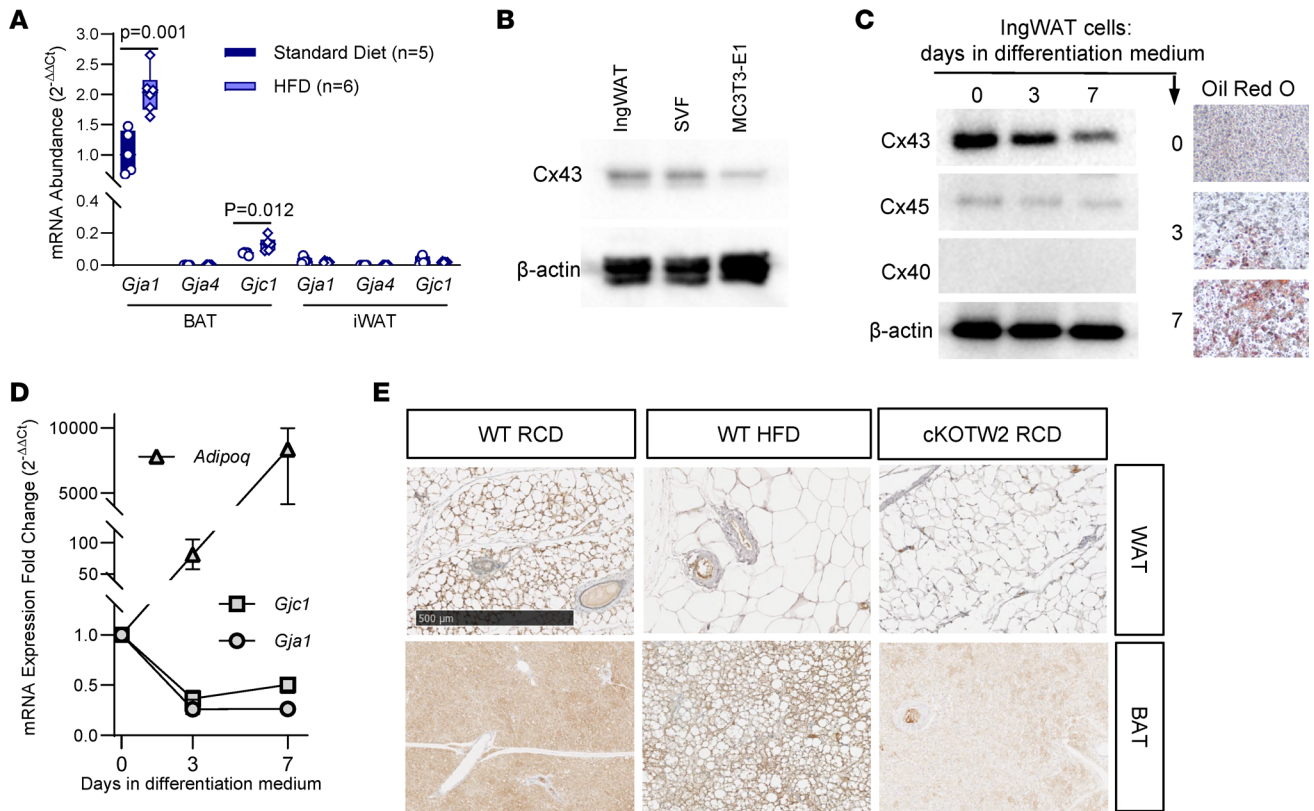 A
mRNA Abundance (2-ΔΔCt)
p=0.001
3.0
2.5
2.0
1.5
1.0
0.4
0.2
0.0
Standard Diet (n=5)
HFD (n=6)
P=0.012
Gja1 Gja4 Gjc1 Gja1 Gja4 Gjc1
BAT iWAT
B
IngWAT
SVF
MC3T3-E1
Cx43
β-actin
C
IngWAT cells:
days in differentiation medium
0 3 7
Oil Red O
Cx43
Cx45
Cx40
β-actin
0
3
7
D
mRNA Expression Fold Change (2-ΔΔCt)
10000
5000
100
50
1.0
0.5
0.0
Adipoq
Gjc1
Gja1
0 3 7
Days in differentiation medium
E
WT RCD WT HFD cKOTW2 RCD
500 µm
WAT
BAT